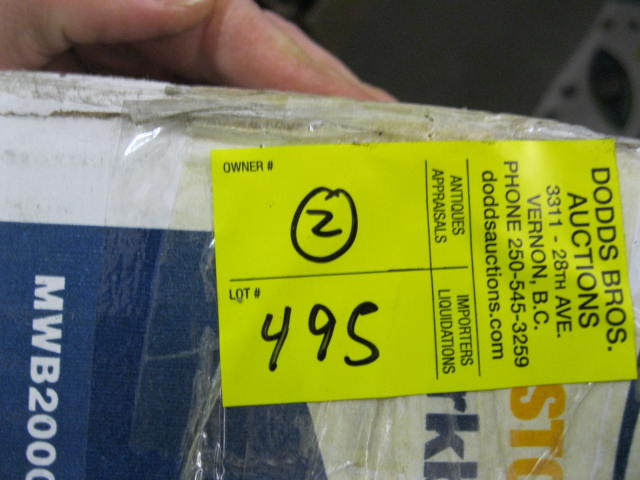 OWNER #
2
LOT #
495
ANTIQUES
APPRAISALS
IMPORTERS
LIQUIDATIONS
DODDS BROS.
AUCTIONS
3311 - 28TH AVE.
VERNON, B.C.
PHONE 250-545-3259
doddsauctions.com
MWB2000